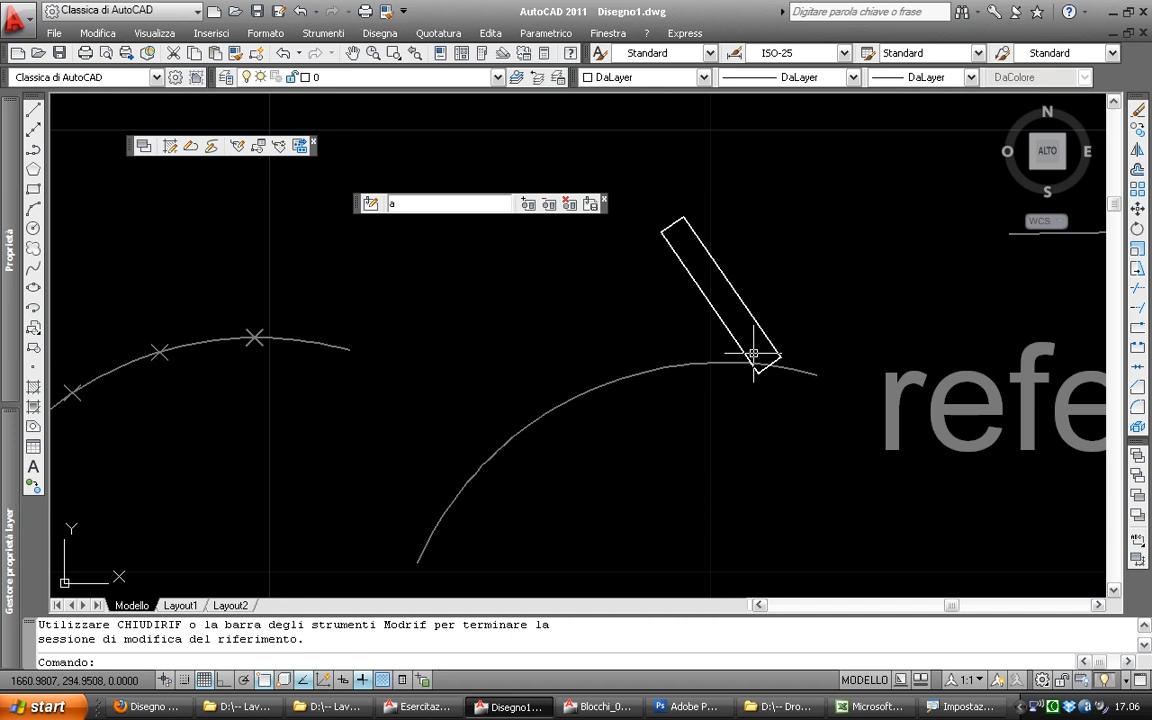 Classica di AutoCAD
AutoCAD 2011 Disegno1.dwg
Digitare parola chiave o frase
File
Modifica
Visualizza
Inserisci
Formato
Strumenti
Disegna
Quotatura
Edita
Parametrico
Finestra
?
Express
Standard
ISO-25
Standard
Standard
Classica di AutoCAD
0
DaLayer
DaLayer
DaLayer
DaColore
Proprietà
Gestore proprietà layer
a
N
O
ALTO
E
S
WCS
refe
Y
X
Modello
Layout1
Layout2
Utilizzare CHIUDIRIF o la barra degli strumenti Modrif per terminare la
sessione di modifica del riferimento.
Comando:
1660.9807, 294.9508, 0.0000
MODELLO
1:1
start
Disegno ...
D:\-- Lav...
D:\-- Lav...
Esercitaz...
Disegno1...
Blocchi_0...
Adobe P...
D:\-- Dro...
Microsoft...
Impostaz...
17.06